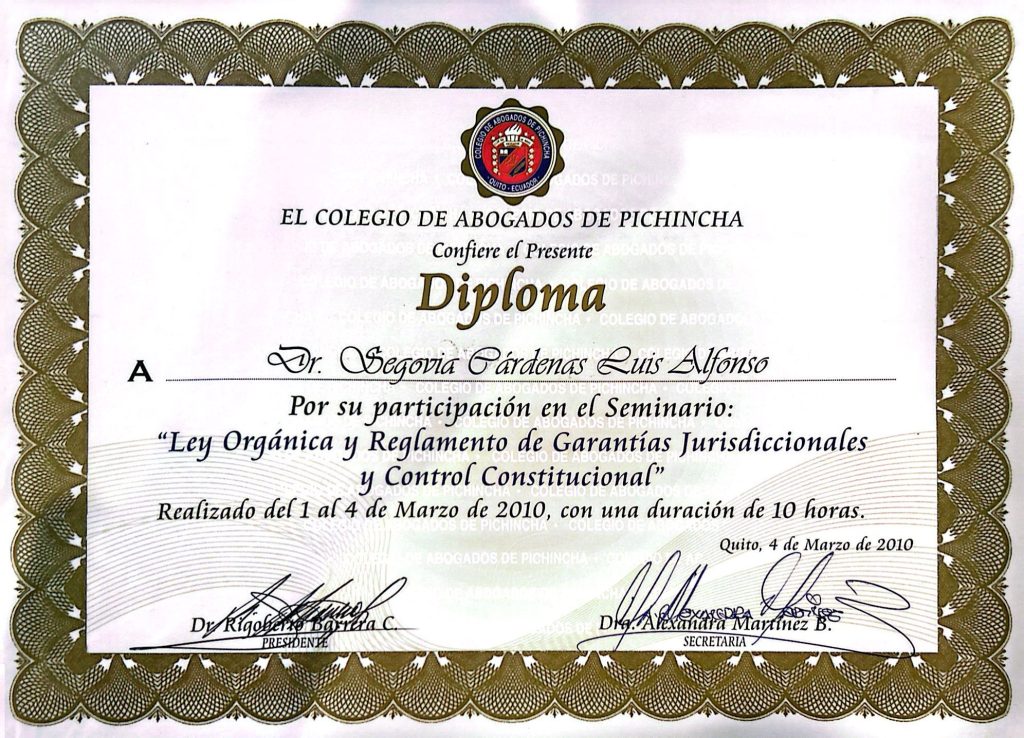 COLEGIO DE ABOGADOS DE PICHINCHA
QUITO - ECUADOR
EL COLEGIO DE ABOGADOS DE PICHINCHA
Confiere el Presente
Diploma
A Dr. Segovia Cárdenas Luis Alfonso
Por su participación en el Seminario:
“Ley Orgánica y Reglamento de Garantías Jurisdiccionales
y Control Constitucional”
Realizado del 1 al 4 de Marzo de 2010, con una duración de 10 horas.
Quito, 4 de Marzo de 2010
Dr. Rigoberto Barrera C.
PRESIDENTE
Dra. Alexandra Martínez B.
SECRETARIA